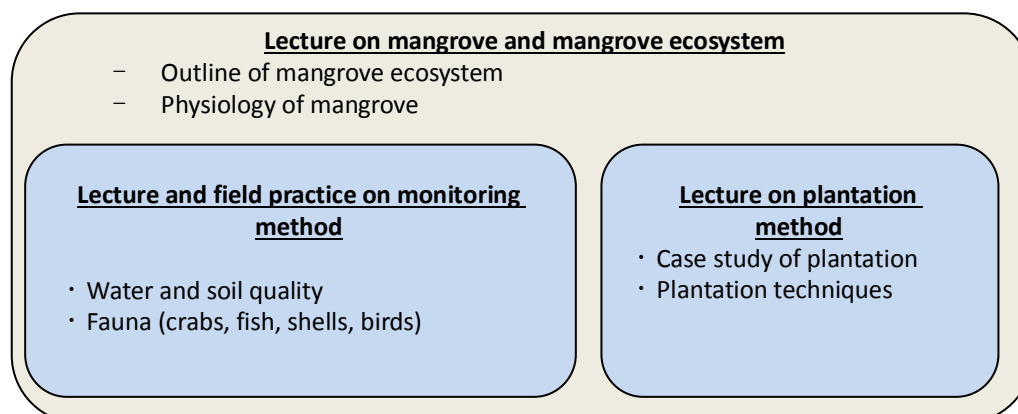 Lecture on mangrove and mangrove ecosystem
－ Outline of mangrove ecosystem
－ Physiology of mangrove
Lecture and field practice on monitoring
method
・Water and soil quality
・Fauna (crabs, fish, shells, birds)
Lecture on plantation
method
・Case study of plantation
・Plantation techniques